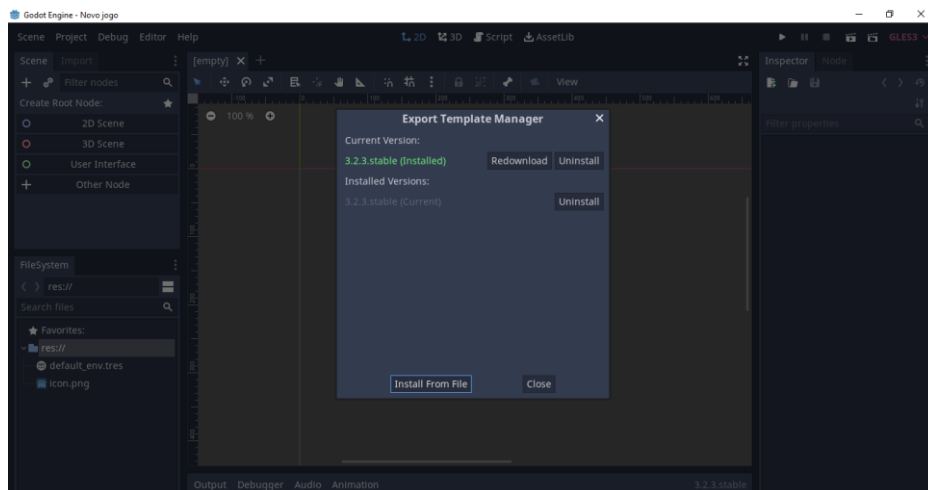 Godot Engine - Novo jogo
Scene Project Debug Editor Help
2D 3D Script AssetLib
GLES3
Scene Import
[empty]
Inspector Node
Filter nodes
View
Create Root Node:
100 %
Filter properties
2D Scene
3D Scene
User Interface
Other Node
Export Template Manager
Current Version:
3.2.3.stable (Installed) Redownload Uninstall
Installed Versions:
3.2.3.stable (Current) Uninstall
Install From File Close
FileSystem
res://
Search files
Favorites:
res://
default_env.tres
icon.png
Output Debugger Audio Animation
3.2.3.stable